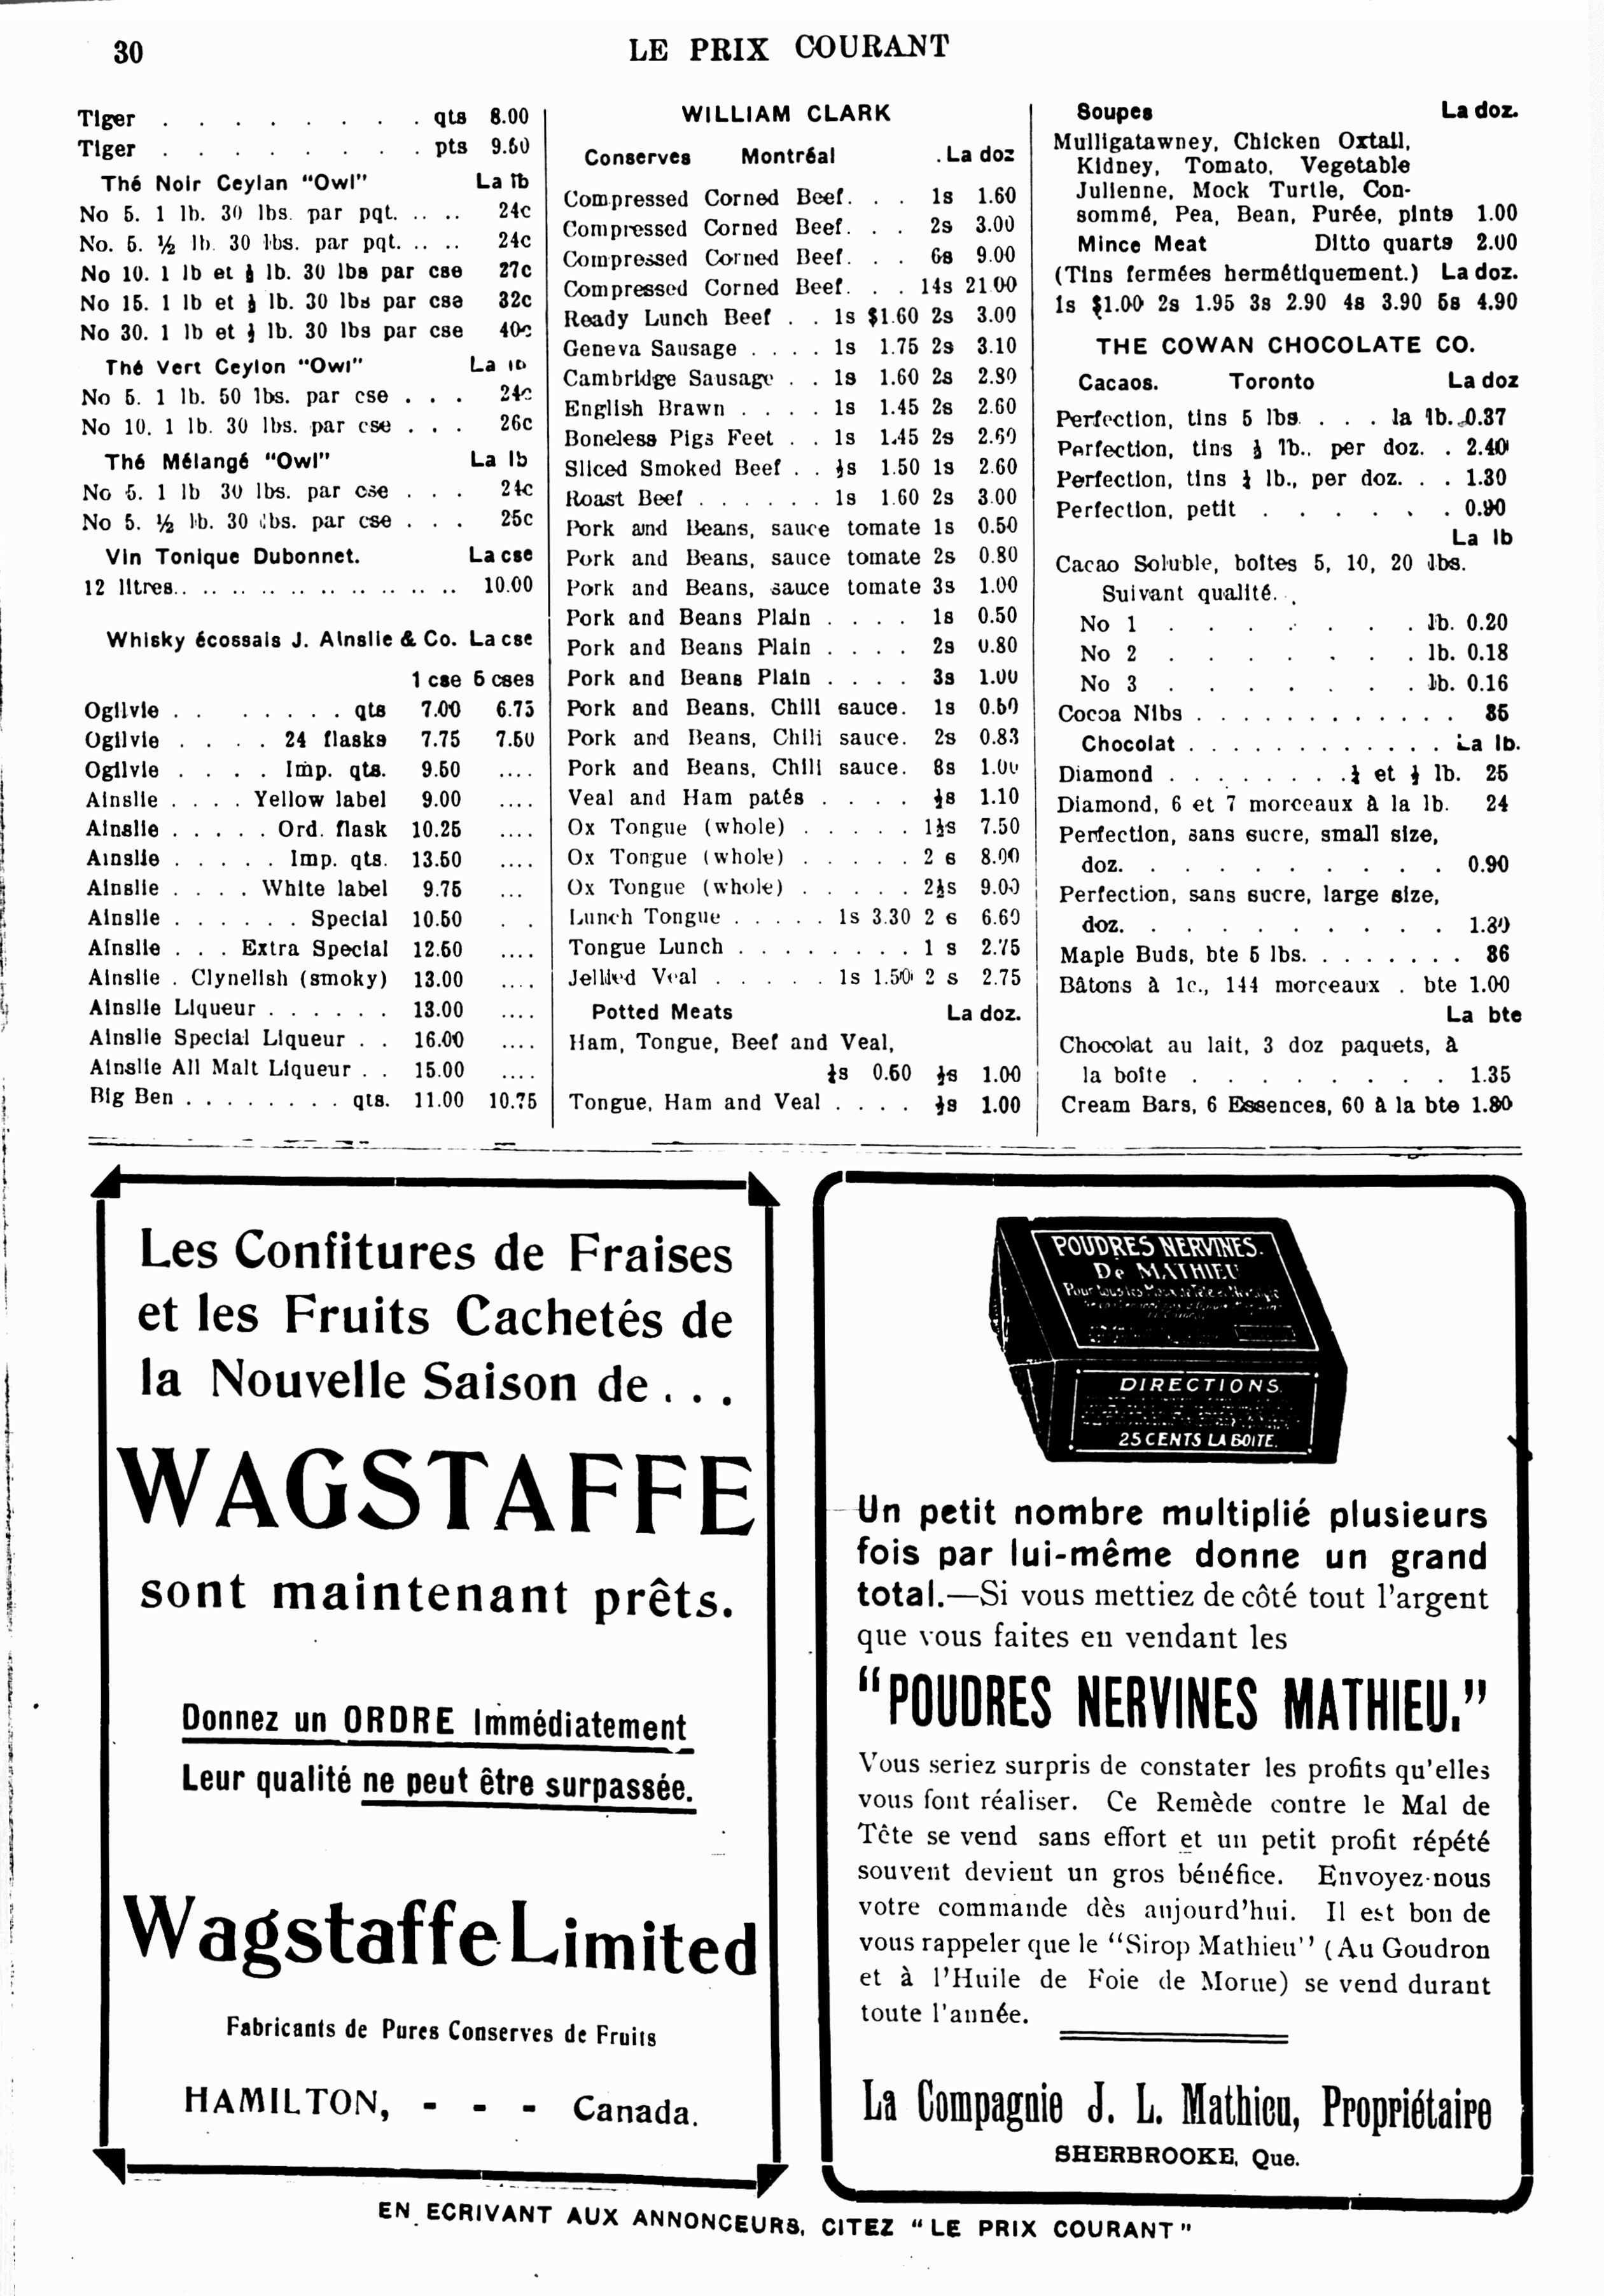 30
LE PRIX COURANT
Tiger . . . . . . . . qts 8.00
Tiger . . . . . . . . pts 9.50
Thé Noir Ceylan "Owl" La lb
No 5. 1 lb. 30 lbs. par pqt. .. .. 24c
No. 5. ½ lb. 30 lbs. par pqt. .. .. 24c
No 10. 1 lb et ½ lb. 30 lbs par cse 27c
No 15. 1 lb et ½ lb. 30 lbs par cse 32c
No 30. 1 lb et ½ lb. 30 lbs par cse 40c
Thé Vert Ceylon "Owl" La lb
No 5. 1 lb. 50 lbs. par cse . . . 24c
No 10. 1 lb. 30 lbs. par cse . . . 26c
Thé Mélangé "Owl" La lb
No 5. 1 lb 30 lbs. par cse . . . 24c
No 5. ½ lb. 30 lbs. par cse . . . 25c
Vin Tonique Dubonnet. La cse
12 litres.. .. .. .. .. .. .. .. .. .. 10.00
Whisky écossais J. Ainslie & Co. La cse
1 cse 5 cses
Ogilvie . . . . . . . qts 7.00 6.75
Ogilvie . . . . 24 flasks 7.75 7.50
Ogilvie . . . . Imp. qts. 9.50 ....
Ainslie . . . . Yellow label 9.00 ....
Ainslie . . . . . Ord. flask 10.25 ....
Ainslie . . . . . Imp. qts. 13.50 ....
Ainslie . . . . White label 9.75 ...
Ainslie . . . . . . Special 10.50 . .
Ainslie . . . Extra Special 12.50 ....
Ainslie . Clynelish (smoky) 13.00 ....
Ainslie Liqueur . . . . . . 13.00 ....
Ainslie Special Liqueur . . 16.00 ....
Ainslie All Malt Liqueur . . 15.00 ....
Big Ben . . . . . . . . qts. 11.00 10.75
WILLIAM CLARK
Conserves Montréal . La doz
Compressed Corned Beef. . . 1s 1.60
Compressed Corned Beef. . . 2s 3.00
Compressed Corned Beef. . . 6s 9.00
Compressed Corned Beef. . . 14s 21.00
Ready Lunch Beef . . 1s $1.60 2s 3.00
Geneva Sausage . . . . 1s 1.75 2s 3.10
Cambridge Sausage . . 1s 1.60 2s 2.80
English Brawn . . . . 1s 1.45 2s 2.60
Boneless Pigs Feet . . 1s 1.45 2s 2.60
Sliced Smoked Beef . . ½s 1.50 1s 2.60
Roast Beef . . . . . . 1s 1.60 2s 3.00
Pork and Beans, sauce tomate 1s 0.50
Pork and Beans, sauce tomate 2s 0.80
Pork and Beans, sauce tomate 3s 1.00
Pork and Beans Plain . . . . 1s 0.50
Pork and Beans Plain . . . . 2s 0.80
Pork and Beans Plain . . . . 3s 1.00
Pork and Beans, Chili sauce. 1s 0.50
Pork and Beans, Chili sauce. 2s 0.83
Pork and Beans, Chili sauce. 8s 1.00
Veal and Ham patés . . . . ½s 1.10
Ox Tongue (whole) . . . . . 1½s 7.50
Ox Tongue (whole) . . . . . 2 s 8.00
Ox Tongue (whole) . . . . . 2½s 9.00
Lunch Tongue . . . . . 1s 3.30 2 s 6.60
Tongue Lunch . . . . . . . . 1 s 2.75
Jellied Veal . . . . . 1s 1.50 2 s 2.75
Potted Meats La doz.
Ham, Tongue, Beef and Veal,
¼s 0.50 ½s 1.00
Tongue, Ham and Veal . . . . ½s 1.00
Soupes La doz.
Mulligatawney, Chicken Oxtail,
Kidney, Tomato, Vegetable
Julienne, Mock Turtle, Con-
sommé, Pea, Bean, Purée, pints 1.00
Mince Meat Ditto quarts 2.00
(Tins fermées hermétiquement.) La doz.
1s $1.00 2s 1.95 3s 2.90 4s 3.90 5s 4.90
THE COWAN CHOCOLATE CO.
Cacaos. Toronto La doz
Perfection, tins 5 lbs. . . . la lb. 0.37
Perfection, tins ½ lb., per doz. . 2.40
Perfection, tins ¼ lb., per doz. . . 1.30
Perfection, petit . . . . . . 0.90
La lb
Cacao Soluble, boîtes 5, 10, 20 lbs.
Suivant qualité. .
No 1 . . . . . . . lb. 0.20
No 2 . . . . . . . lb. 0.18
No 3 . . . . . . . lb. 0.16
Cocoa Nibs . . . . . . . . . . . . 35
Chocolat . . . . . . . . . . . . La lb.
Diamond . . . . . . . . ¼ et ½ lb. 25
Diamond, 6 et 7 morceaux à la lb. 24
Perfection, sans sucre, small size,
doz. . . . . . . . . . . 0.90
Perfection, sans sucre, large size,
doz. . . . . . . . . . . 1.80
Maple Buds, bte 5 lbs. . . . . . . . 36
Bâtons à 1c., 144 morceaux . bte 1.00
La bte
Chocolat au lait, 3 doz paquets, à
la boîte . . . . . . . . 1.35
Cream Bars, 6 Essences, 60 à la bte 1.80
Les Confitures de Fraises
et les Fruits Cachetés de
la Nouvelle Saison de . . .
WAGSTAFFE
sont maintenant prêts.
Donnez un ORDRE Immédiatement
Leur qualité ne peut être surpassée.
Wagstaffe Limited
Fabricants de Pures Conserves de Fruits
HAMILTON, - - - Canada.
POUDRES NERVINES.
De MATHIEU
DIRECTIONS.
25 CENTS LA BOITE.
Un petit nombre multiplié plusieurs
fois par lui-même donne un grand
total.—Si vous mettiez de côté tout l'argent
que vous faites en vendant les
"POUDRES NERVINES MATHIEU."
Vous seriez surpris de constater les profits qu'elles
vous font réaliser. Ce Remède contre le Mal de
Tête se vend sans effort et un petit profit répété
souvent devient un gros bénéfice. Envoyez-nous
votre commande dès aujourd'hui. Il est bon de
vous rappeler que le "Sirop Mathieu" (Au Goudron
et à l'Huile de Foie de Morue) se vend durant
toute l'année.
La Compagnie J. L. Mathieu, Propriétaire
SHERBROOKE, Que.
EN ECRIVANT AUX ANNONCEURS, CITEZ "LE PRIX COURANT"